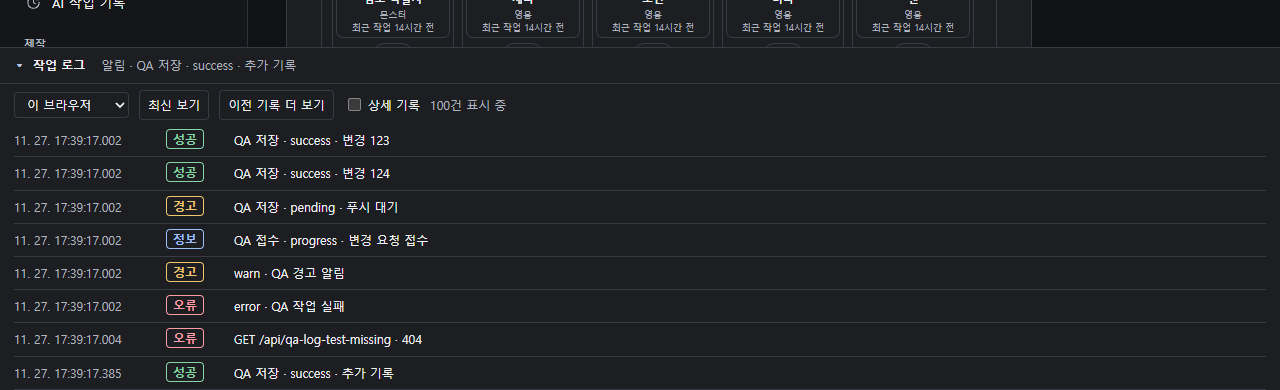 AI 작업 기록
몬스터
영웅
영웅
영웅
영웅
최근 작업 14시간 전
최근 작업 14시간 전
최근 작업 14시간 전
최근 작업 14시간 전
최근 작업 14시간 전
제작
작업 로그 알림 · QA 저장 · success · 추가 기록
이 브라우저 최신 보기 이전 기록 더 보기 상세 기록 100건 표시 중
11. 27. 17:39:17.002 성공 QA 저장 · success · 변경 123
11. 27. 17:39:17.002 성공 QA 저장 · success · 변경 124
11. 27. 17:39:17.002 경고 QA 저장 · pending · 푸시 대기
11. 27. 17:39:17.002 정보 QA 접수 · progress · 변경 요청 접수
11. 27. 17:39:17.002 경고 warn · QA 경고 알림
11. 27. 17:39:17.002 오류 error · QA 작업 실패
11. 27. 17:39:17.004 오류 GET /api/qa-log-test-missing · 404
11. 27. 17:39:17.385 성공 QA 저장 · success · 추가 기록